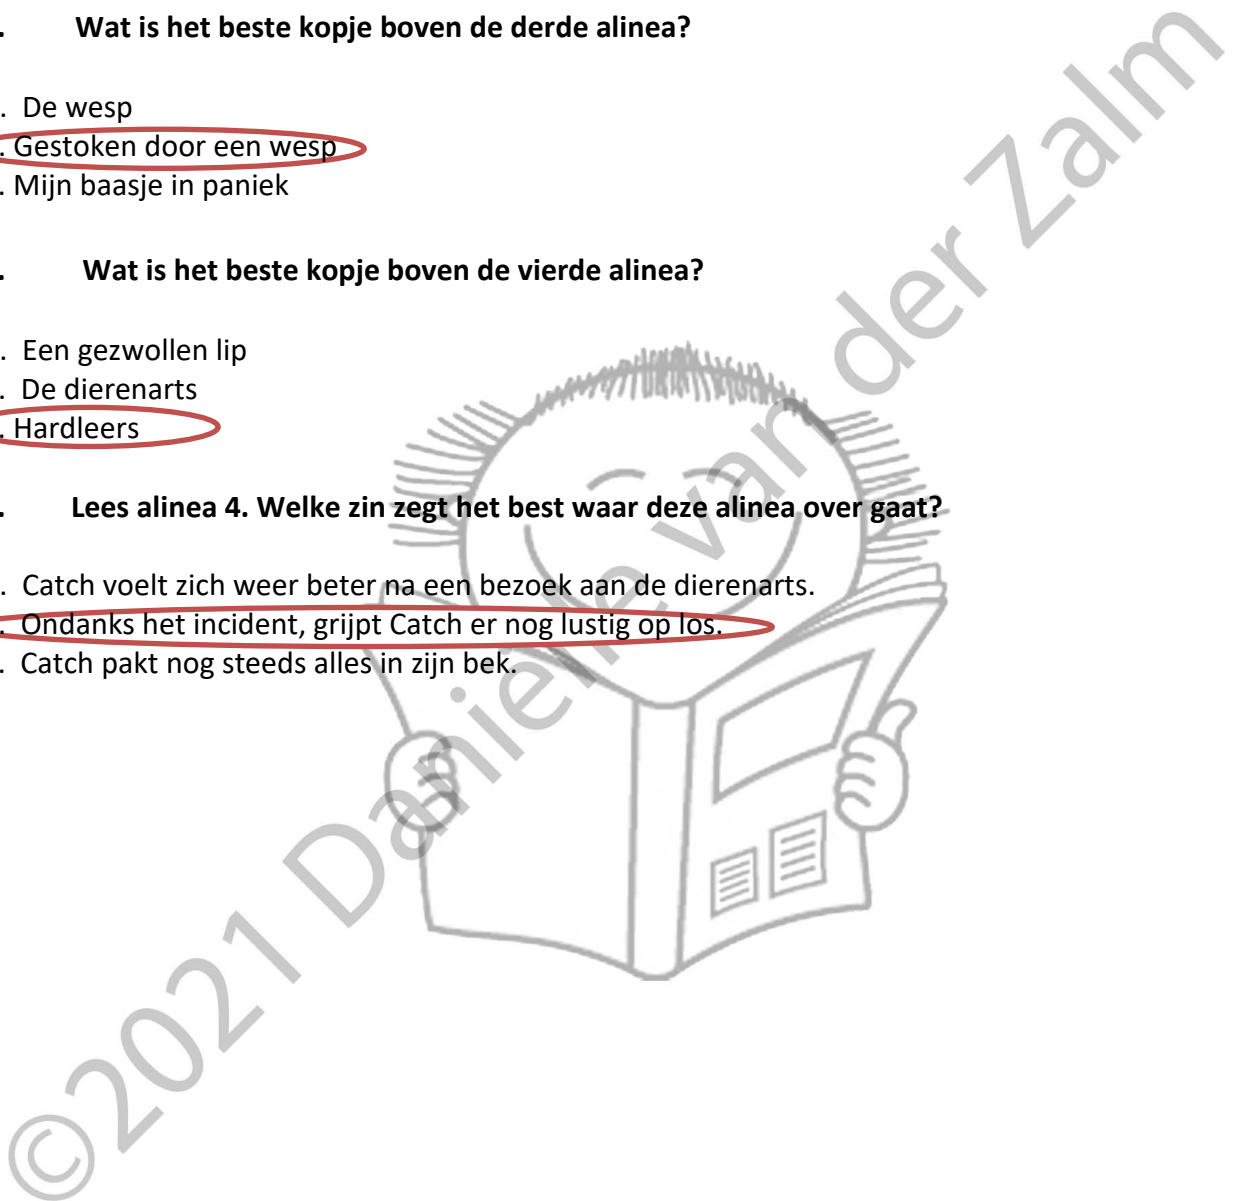 . Wat is het beste kopje boven de derde alinea?
. De wesp
. Gestoken door een wesp
. Mijn baasje in paniek
. Wat is het beste kopje boven de vierde alinea?
. Een gezwollen lip
. De dierenarts
. Hardleers
. Lees alinea 4. Welke zin zegt het best waar deze alinea over gaat?
. Catch voelt zich weer beter na een bezoek aan de dierenarts.
. Ondanks het incident, grijpt Catch er nog lustig op los.
. Catch pakt nog steeds alles in zijn bek.
©2021 Daniëlle van der Zalm